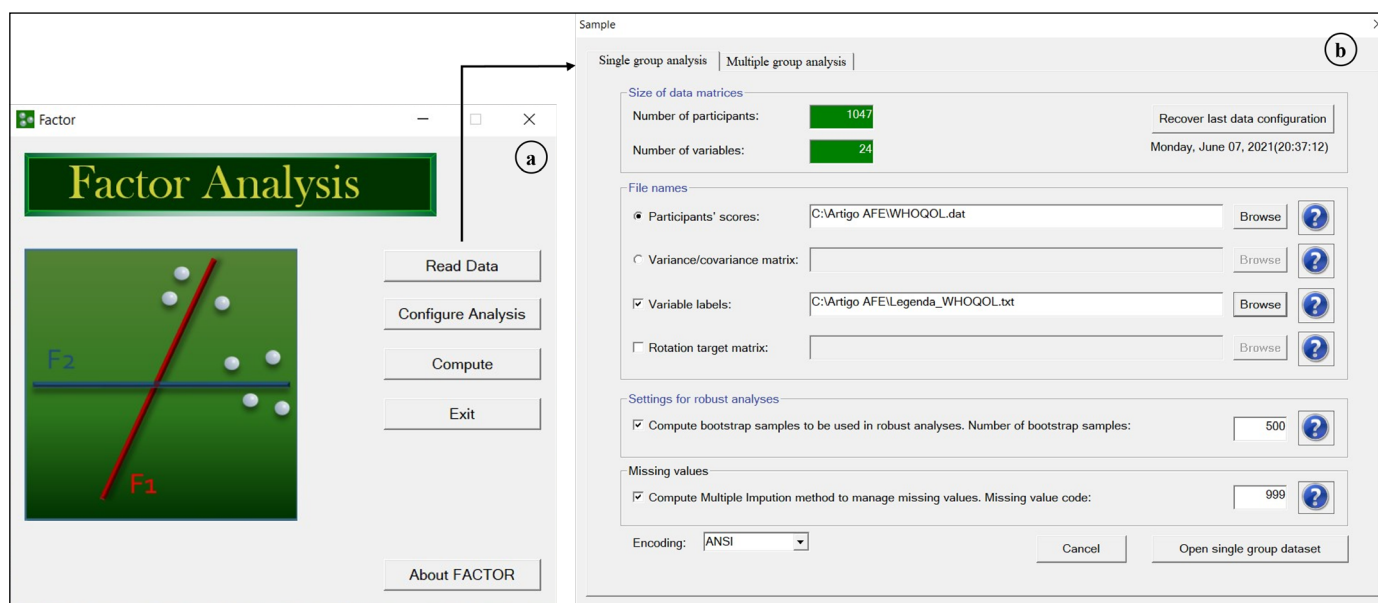 Factor
a
Factor Analysis
F2
F1
Read Data
Configure Analysis
Compute
Exit
About FACTOR
Sample
b
Single group analysis
Multiple group analysis
Size of data matrices
Number of participants: 1047
Recover last data configuration
Number of variables: 24
Monday, June 07, 2021(20:37:12)
File names
Participants' scores: C:\Artigo AFE\WHOQOL.dat Browse ?
Variance/covariance matrix: Browse ?
Variable labels: C:\Artigo AFE\Legenda_WHOQOL.txt Browse ?
Rotation target matrix: Browse ?
Settings for robust analyses
Compute bootstrap samples to be used in robust analyses. Number of bootstrap samples: 500 ?
Missing values
Compute Multiple Impution method to manage missing values. Missing value code: 999 ?
Encoding: ANSI
Cancel
Open single group dataset